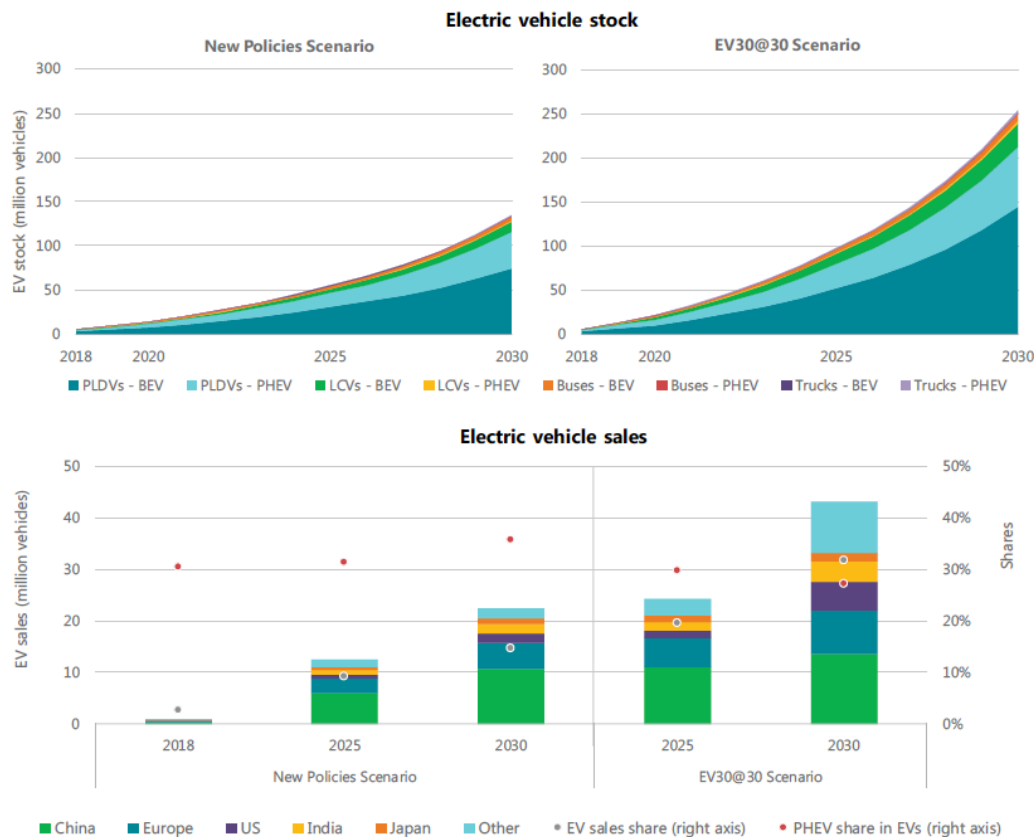 Electric vehicle stock
New Policies Scenario
EV30@30 Scenario
EV stock (million vehicles)
300
250
200
150
100
50
0
2018
2020
2025
2030
300
250
200
150
100
50
0
2018
2020
2025
2030
PLDVs - BEV
PLDVs - PHEV
LCVs - BEV
LCVs - PHEV
Buses - BEV
Buses - PHEV
Trucks - BEV
Trucks - PHEV
Electric vehicle sales
EV sales (million vehicles)
50
40
30
20
10
0
50%
40%
30%
20%
10%
0%
Shares
2018
2025
2030
2025
2030
New Policies Scenario
EV30@30 Scenario
China
Europe
US
India
Japan
Other
EV sales share (right axis)
PHEV share in EVs (right axis)